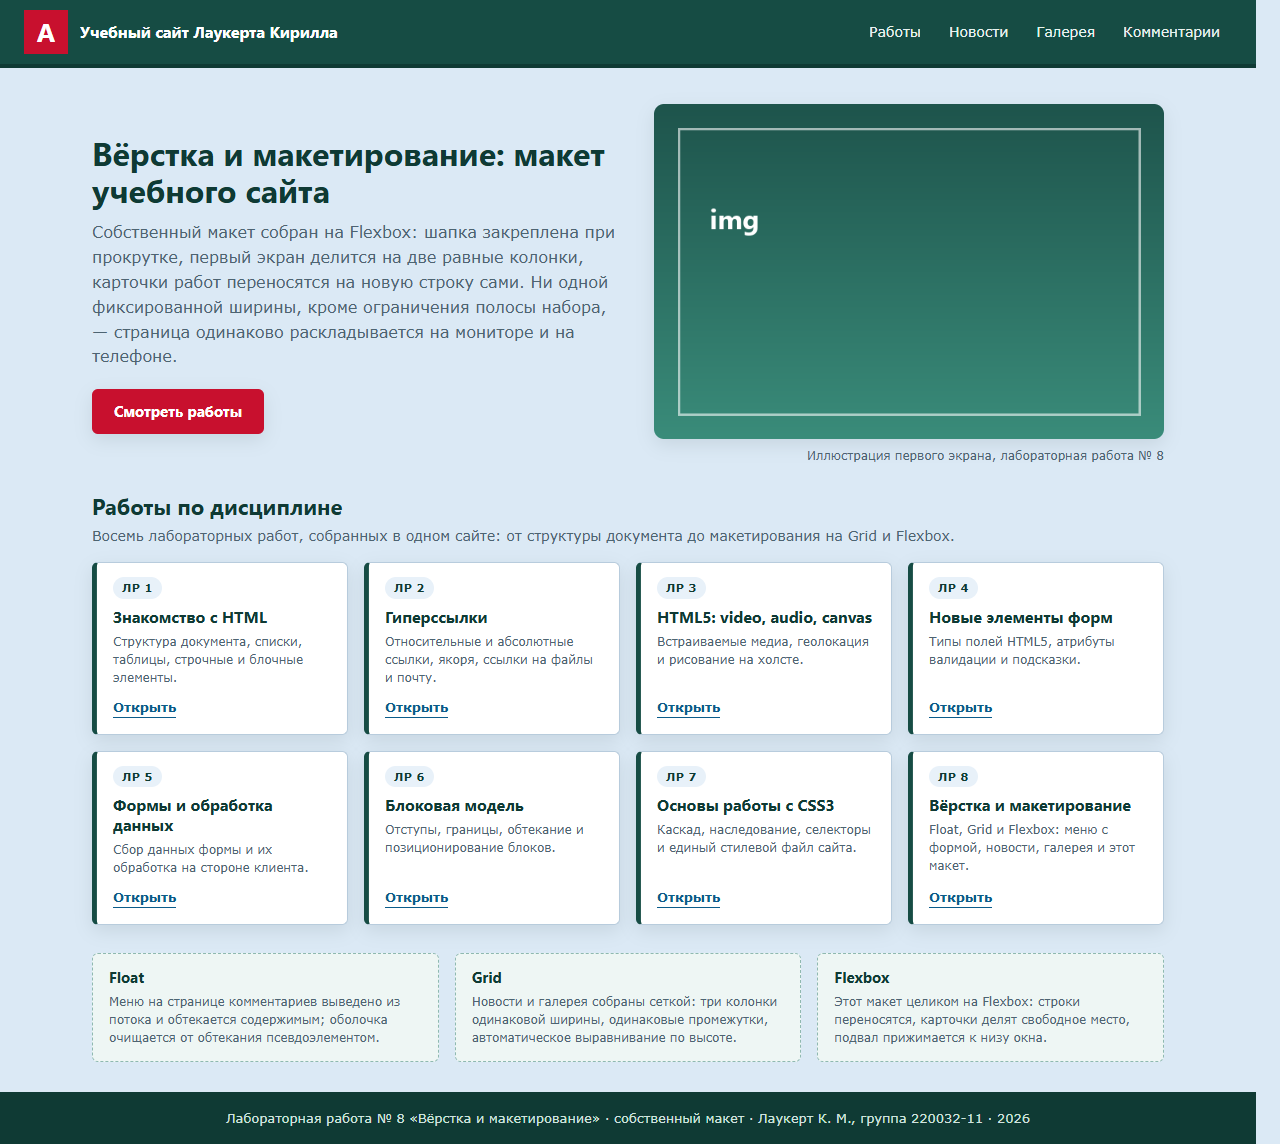 A
Учебный сайт Лаукерта Кирилла
Работы Новости Галерея Комментарии
Вёрстка и макетирование: макет
учебного сайта
Собственный макет собран на Flexbox: шапка закреплена при
прокрутке, первый экран делится на две равные колонки,
карточки работ переносятся на новую строку сами. Ни одной
фиксированной ширины, кроме ограничения полосы набора,
— страница одинаково раскладывается на мониторе и на
телефоне.
Смотреть работы
img
Иллюстрация первого экрана, лабораторная работа № 8
Работы по дисциплине
Восемь лабораторных работ, собранных в одном сайте: от структуры документа до макетирования на Grid и Flexbox.
ЛР 1
Знакомство с HTML
Структура документа, списки,
таблицы, строчные и блочные
элементы.
Открыть
ЛР 2
Гиперссылки
Относительные и абсолютные
ссылки, якоря, ссылки на файлы
и почту.
Открыть
ЛР 3
HTML5: video, audio, canvas
Встраиваемые медиа, геолокация
и рисование на холсте.
Открыть
ЛР 4
Новые элементы форм
Типы полей HTML5, атрибуты
валидации и подсказки.
Открыть
ЛР 5
Формы и обработка
данных
Сбор данных формы и их
обработка на стороне клиента.
Открыть
ЛР 6
Блоковая модель
Отступы, границы, обтекание и
позиционирование блоков.
Открыть
ЛР 7
Основы работы с CSS3
Каскад, наследование, селекторы
и единый стилевой файл сайта.
Открыть
ЛР 8
Вёрстка и макетирование
Float, Grid и Flexbox: меню с
формой, новости, галерея и этот
макет.
Открыть
Float
Меню на странице комментариев выведено из
потока и обтекается содержимым; оболочка
очищается от обтекания псевдоэлементом.
Grid
Новости и галерея собраны сеткой: три колонки
одинаковой ширины, одинаковые промежутки,
автоматическое выравнивание по высоте.
Flexbox
Этот макет целиком на Flexbox: строки
переносятся, карточки делят свободное место,
подвал прижимается к низу окна.
Лабораторная работа № 8 «Вёрстка и макетирование» · собственный макет · Лаукерт К. М., группа 220032-11 · 2026